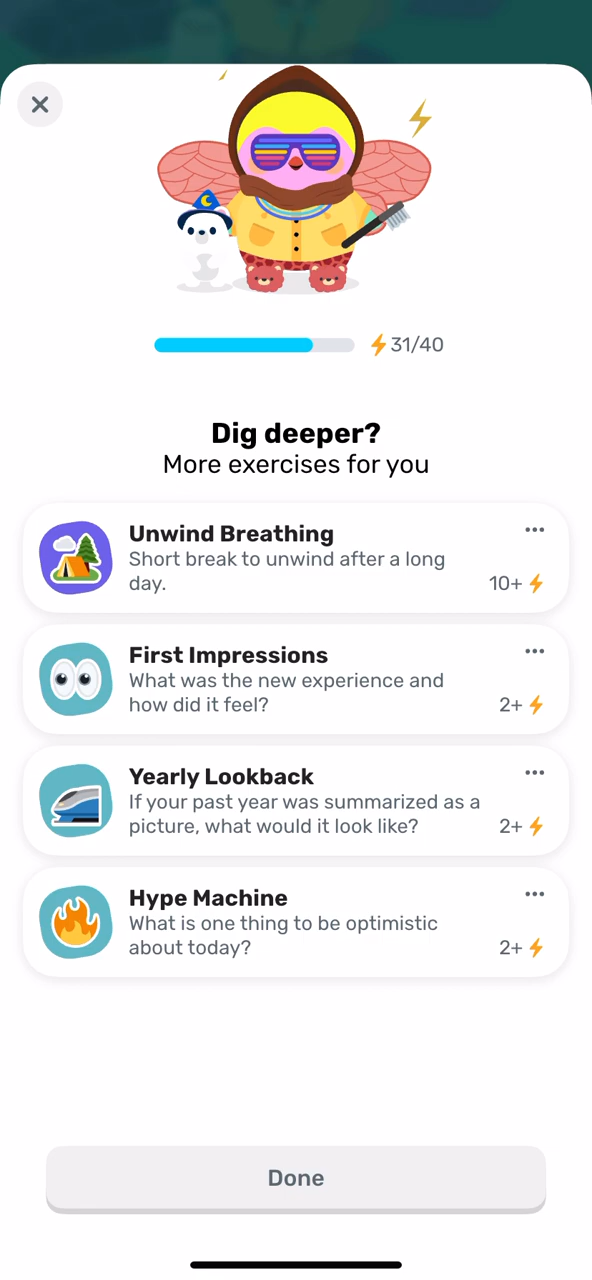 31/40
Dig deeper?
More exercises for you
Unwind Breathing
Short break to unwind after a long
day.
10+
First Impressions
What was the new experience and
how did it feel?
2+
Yearly Lookback
If your past year was summarized as a
picture, what would it look like?
2+
Hype Machine
What is one thing to be optimistic
about today?
2+
Done